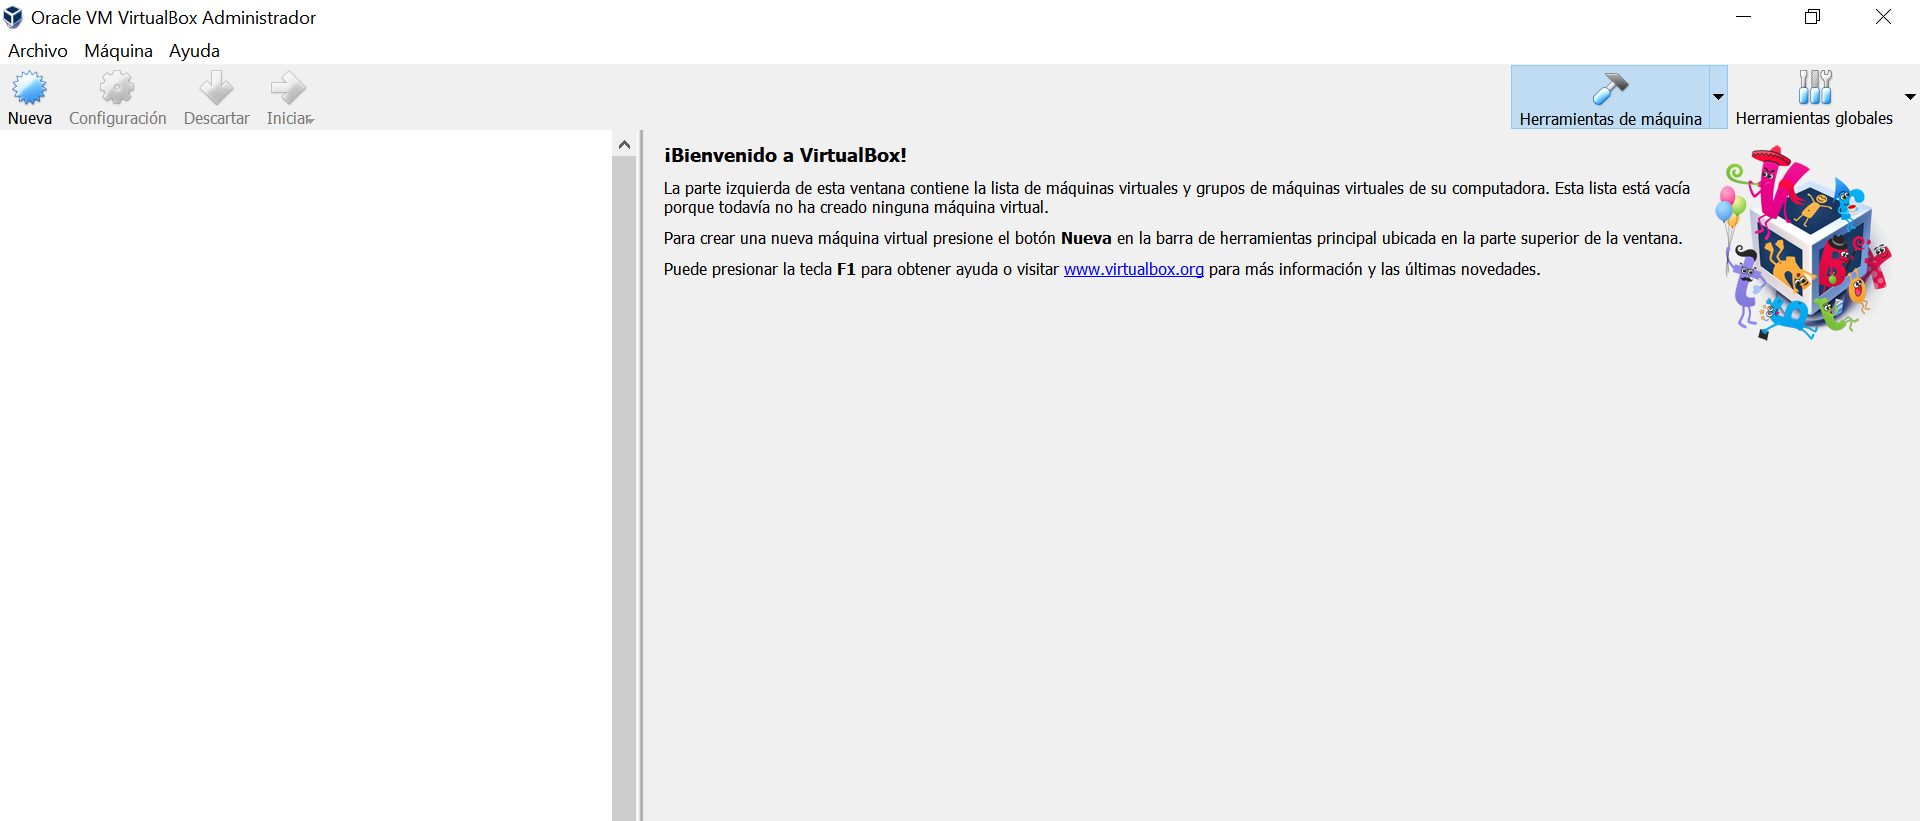 Oracle VM VirtualBox Administrador
Archivo Máquina Ayuda
Nueva Configuración Descartar Iniciar Herramientas de máquina Herramientas globales
¡Bienvenido a VirtualBox!
La parte izquierda de esta ventana contiene la lista de máquinas virtuales y grupos de máquinas virtuales de su computadora. Esta lista está vacía
porque todavía no ha creado ninguna máquina virtual.
Para crear una nueva máquina virtual presione el botón Nueva en la barra de herramientas principal ubicada en la parte superior de la ventana.
Puede presionar la tecla F1 para obtener ayuda o visitar www.virtualbox.org para más información y las últimas novedades.